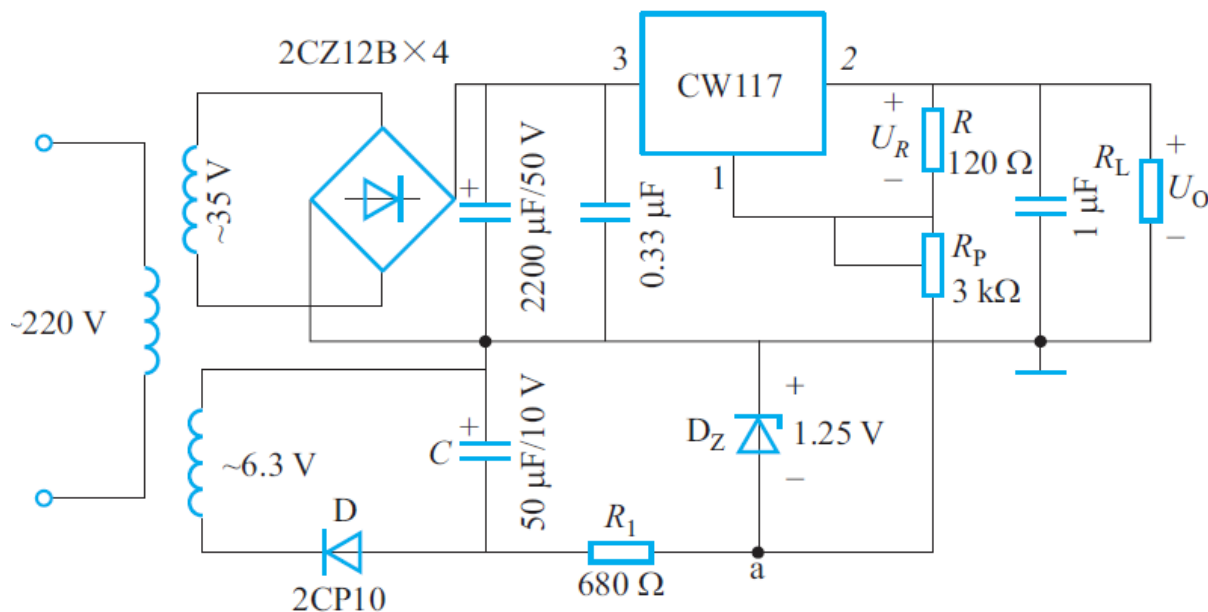 2CZ12B×4
3
CW117
2
+
U_R
−
R
120 Ω
1
R_L
+
U_O
−
~35 V
+
2200 μF/50 V
0.33 μF
1 μF
R_P
3 kΩ
~220 V
~6.3 V
+
C
50 μF/10 V
D_Z
+
1.25 V
−
D
2CP10
R_1
680 Ω
a